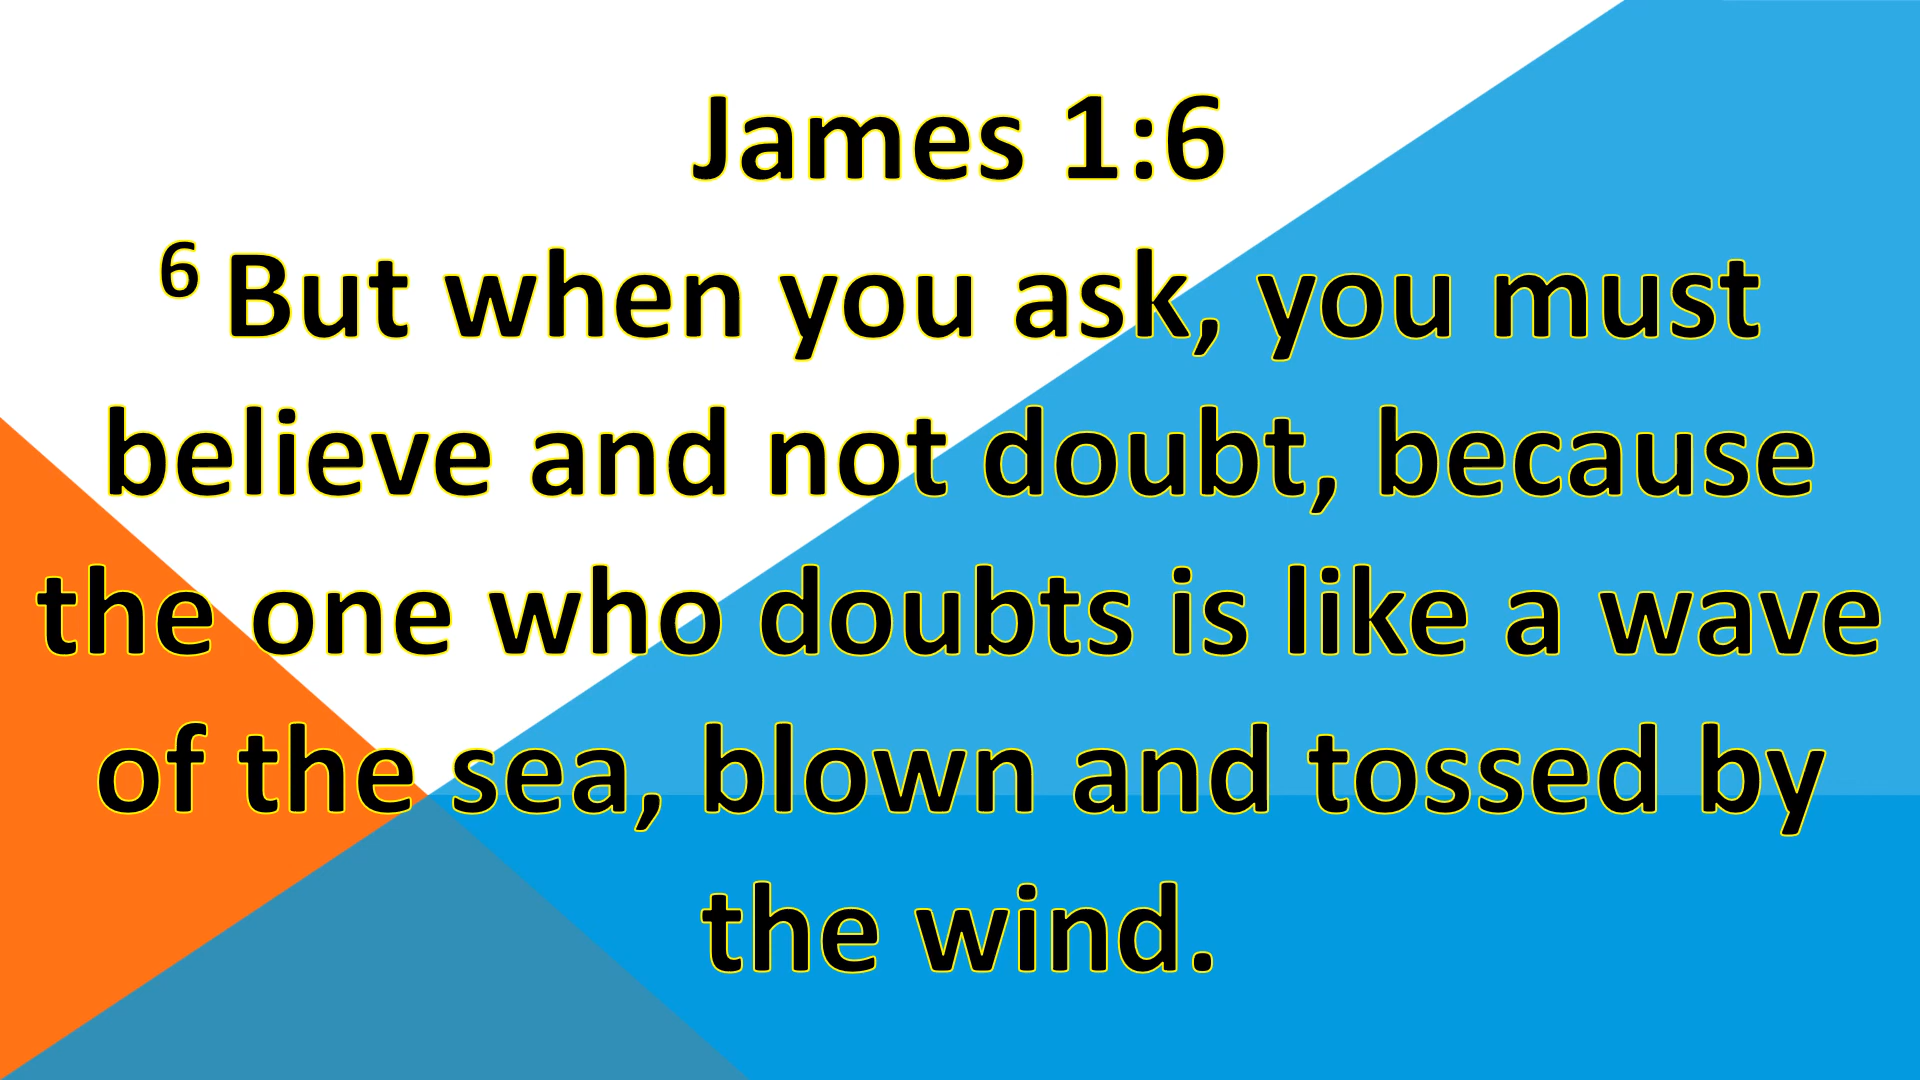 James 1:6
6 But when you ask, you must
believe and not doubt, because
the one who doubts is like a wave
of the sea, blown and tossed by
the wind.